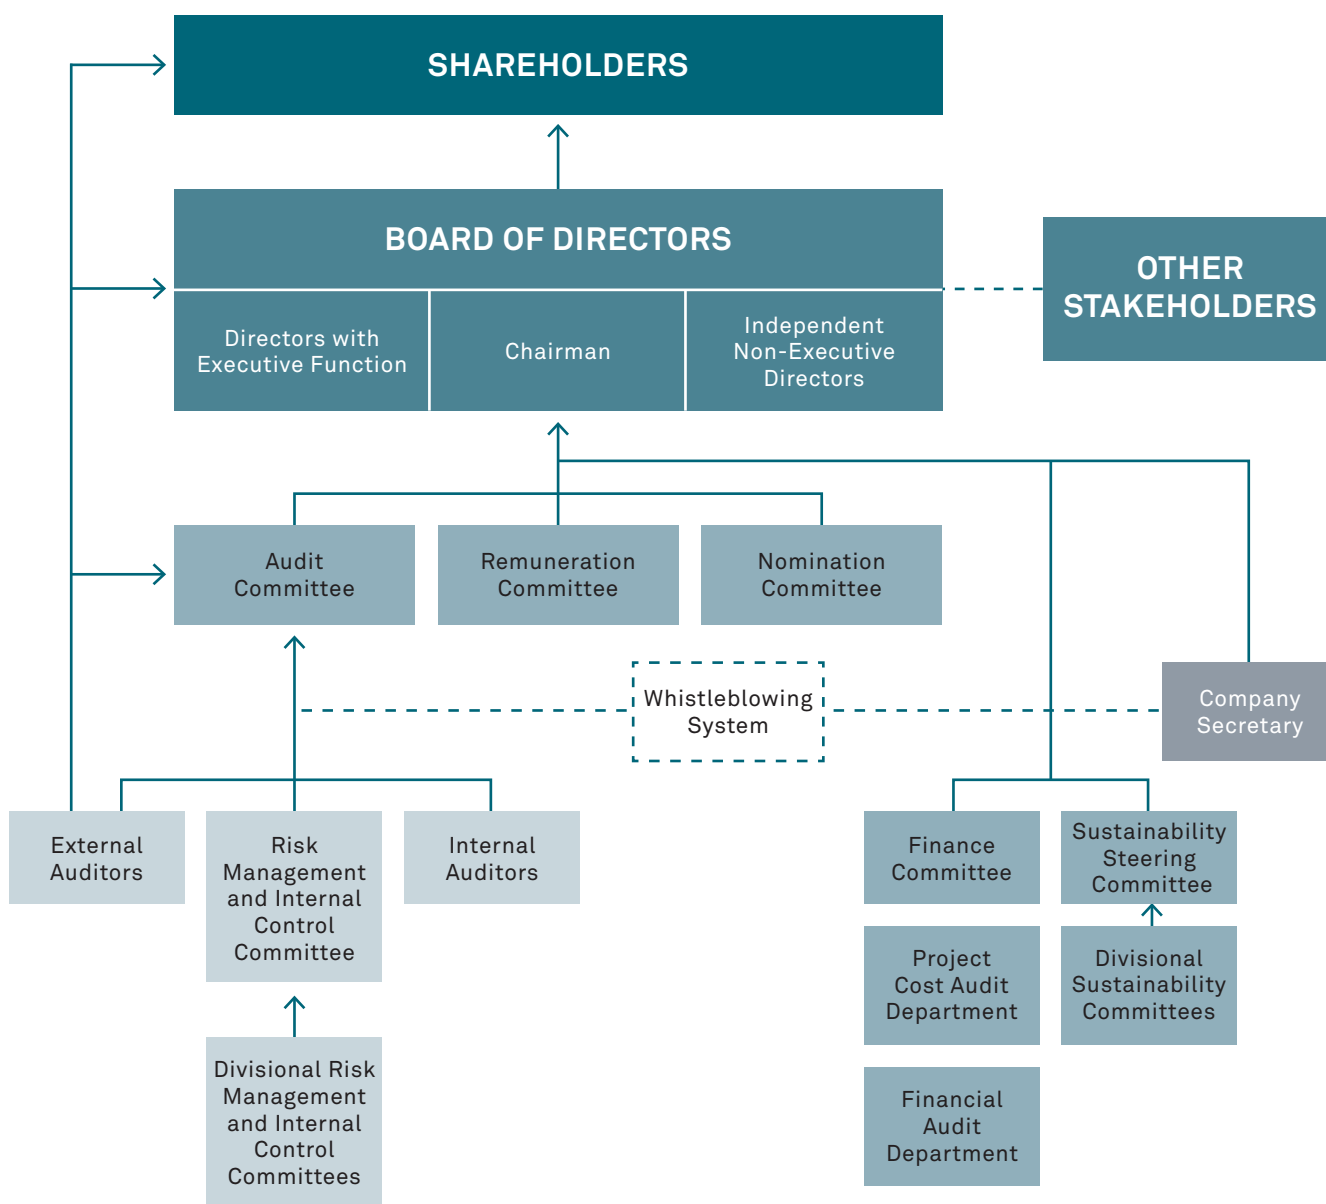 SHAREHOLDERS
BOARD OF DIRECTORS
Directors with
Executive Function
Chairman
Independent
Non-Executive
Directors
OTHER
STAKEHOLDERS
Audit
Committee
Remuneration
Committee
Nomination
Committee
Whistleblowing
System
Company
Secretary
External
Auditors
Risk
Management
and Internal
Control
Committee
Internal
Auditors
Finance
Committee
Sustainability
Steering
Committee
Project
Cost Audit
Department
Divisional
Sustainability
Committees
Divisional Risk
Management
and Internal
Control
Committees
Financial
Audit
Department